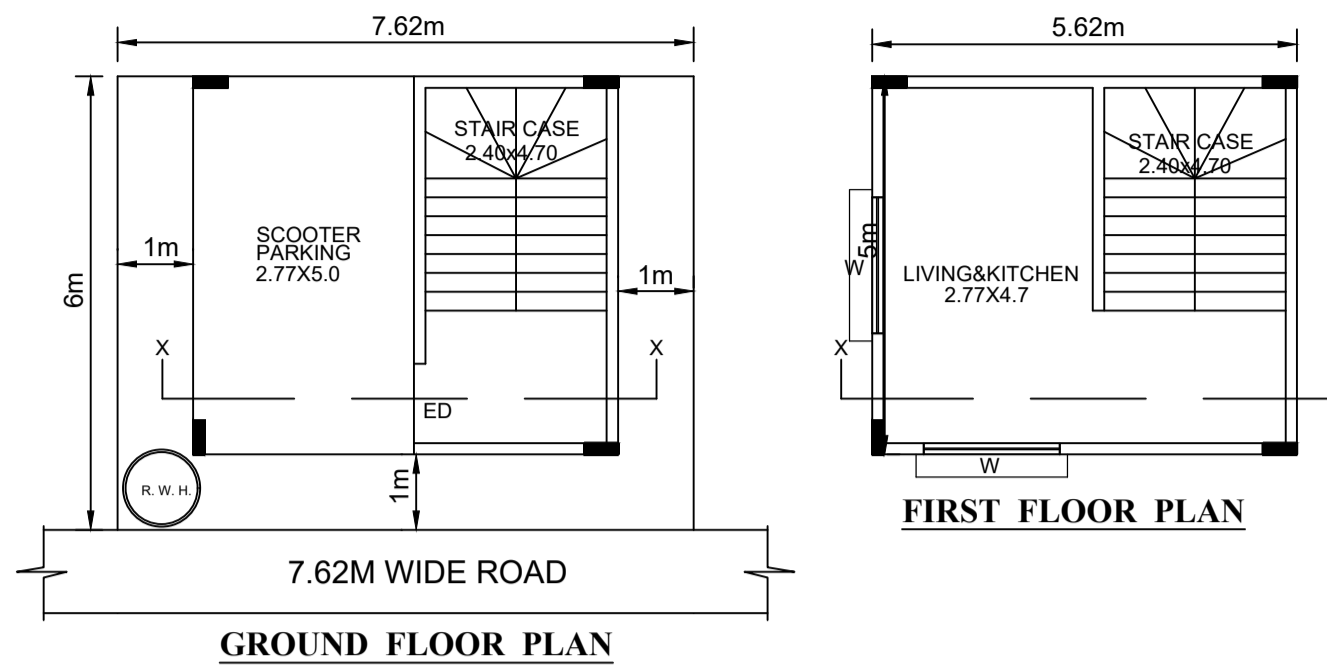 7.62m
6m
1m
SCOOTER
PARKING
2.77X5.0
STAIR CASE
2.40x4.70
1m
X
X
ED
R. W. H.
1m
7.62M WIDE ROAD
GROUND FLOOR PLAN
5.62m
STAIR CASE
2.40x4.70
5m
W
LIVING&KITCHEN
2.77X4.7
X
W
FIRST FLOOR PLAN